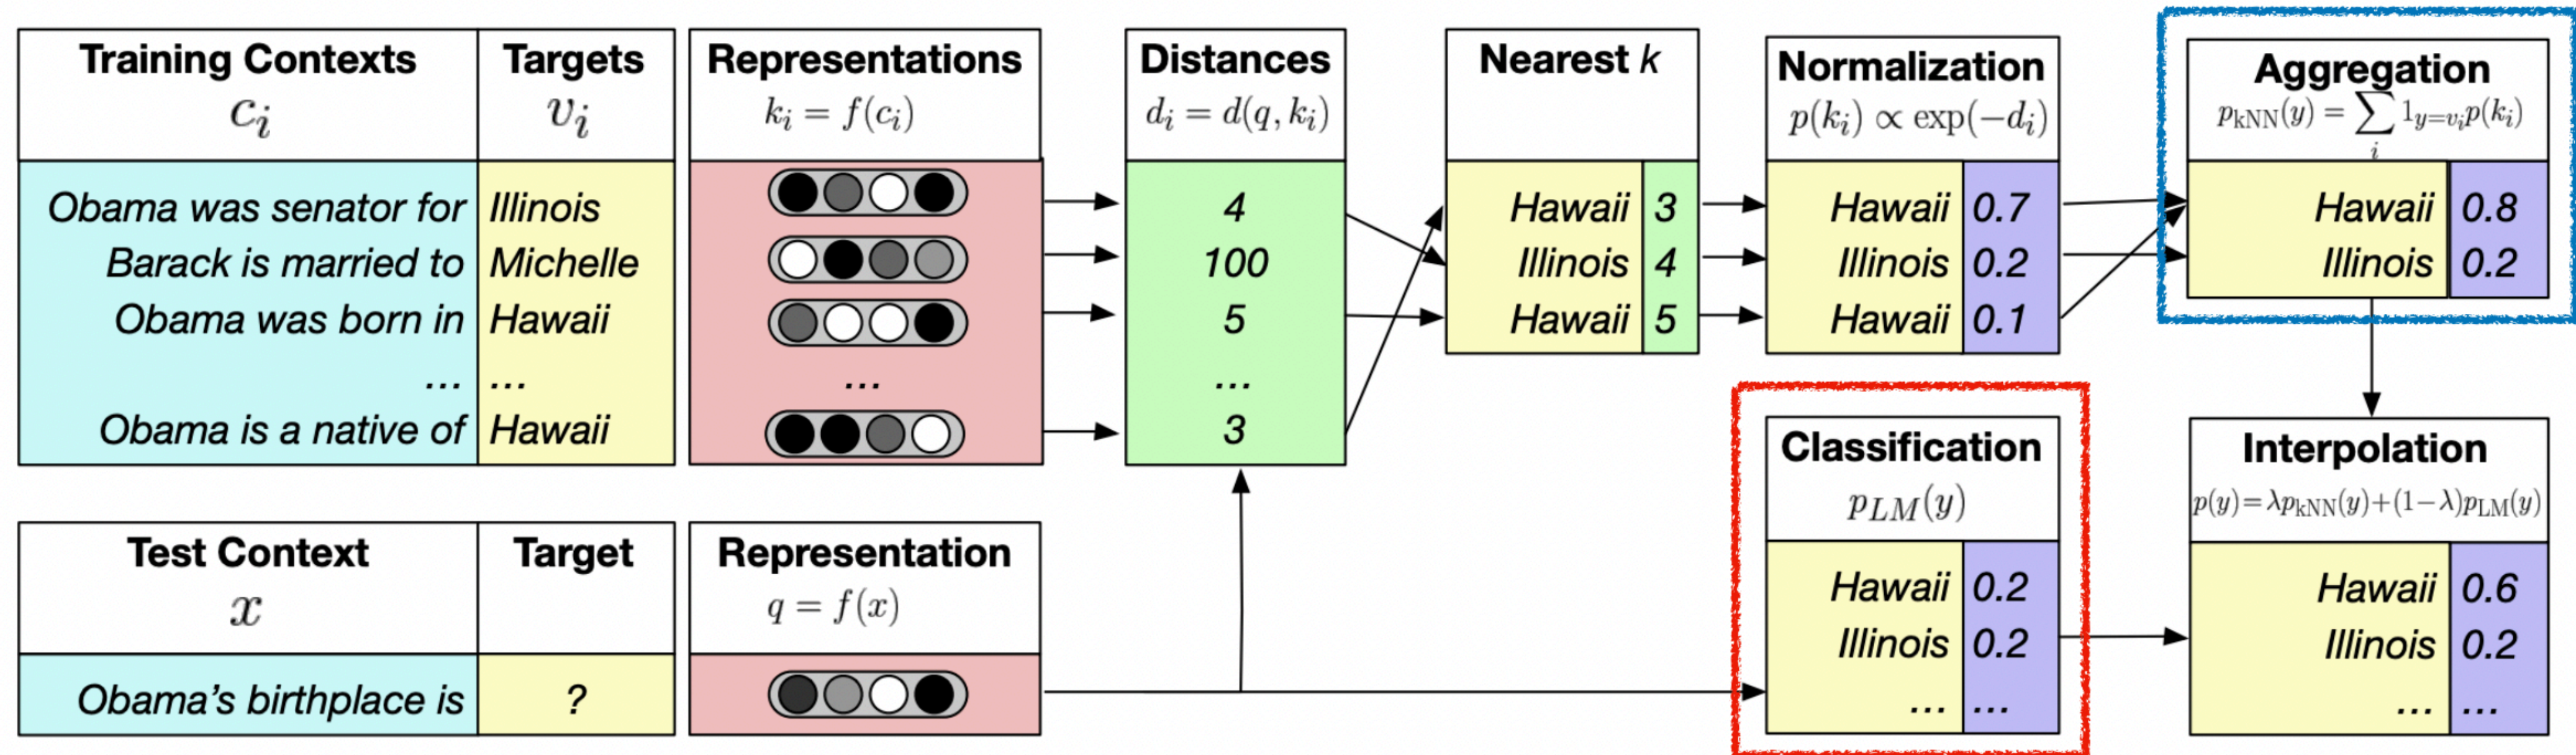 Training Contexts
c_i
Targets
v_i
Obama was senator for Illinois
Barack is married to Michelle
Obama was born in Hawaii
... ...
Obama is a native of Hawaii
Representations
k_i = f(c_i)
...
Distances
d_i = d(q, k_i)
4
100
5
...
3
Nearest k
Hawaii 3
Illinois 4
Hawaii 5
Normalization
p(k_i) ∝ exp(−d_i)
Hawaii 0.7
Illinois 0.2
Hawaii 0.1
Aggregation
p_kNN(y) = ∑_i 1_{y=v_i} p(k_i)
Hawaii 0.8
Illinois 0.2
Test Context
x
Target
Obama’s birthplace is ?
Representation
q = f(x)
Classification
p_LM(y)
Hawaii 0.2
Illinois 0.2
... ...
Interpolation
p(y) = λp_kNN(y) + (1−λ)p_LM(y)
Hawaii 0.6
Illinois 0.2
... ...